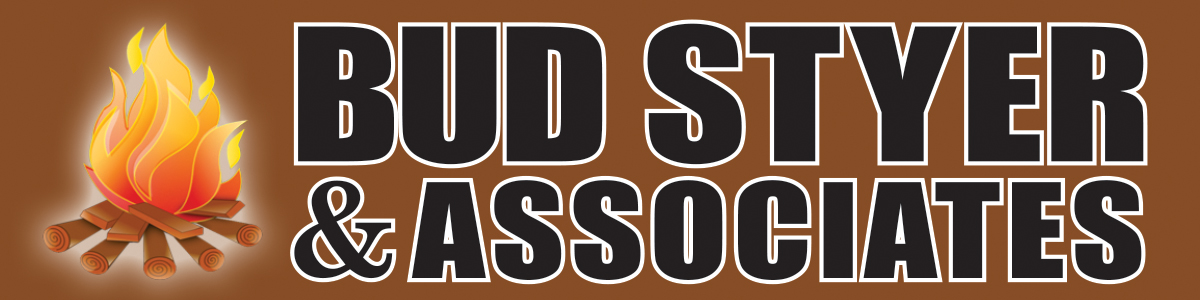 BUD STYER
& ASSOCIATES